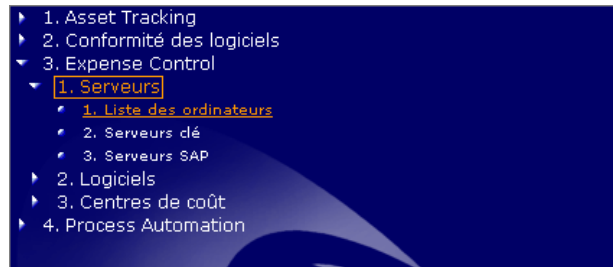 1. Asset Tracking
2. Conformité des logiciels
3. Expense Control
1. Serveurs
1. Liste des ordinateurs
2. Serveurs clé
3. Serveurs SAP
2. Logiciels
3. Centres de coût
4. Process Automation